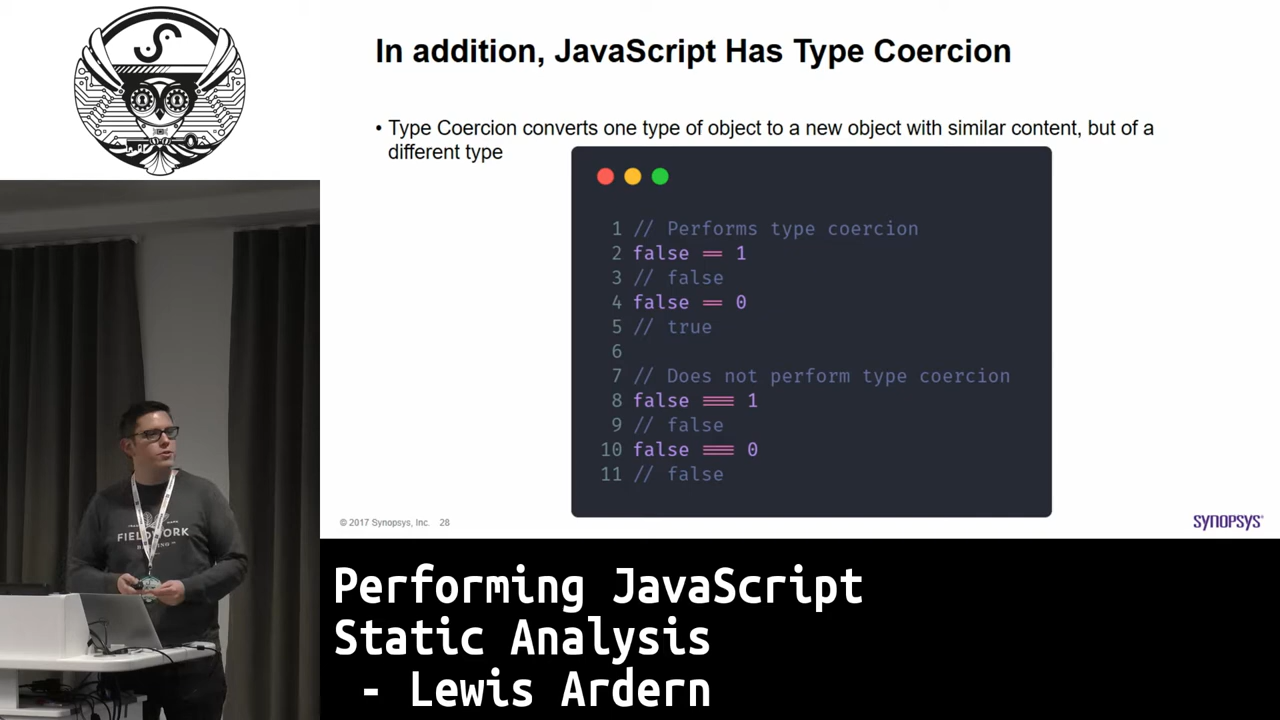 In addition, JavaScript Has Type Coercion
• Type Coercion converts one type of object to a new object with similar content, but of a
different type
1 // Performs type coercion
2 false == 1
3 // false
4 false == 0
5 // true
6
7 // Does not perform type coercion
8 false === 1
9 // false
10 false === 0
11 // false
© 2017 Synopsys, Inc. 28
SYNOPSYS
FIELDWORK
Performing JavaScript
Static Analysis
- Lewis Ardern